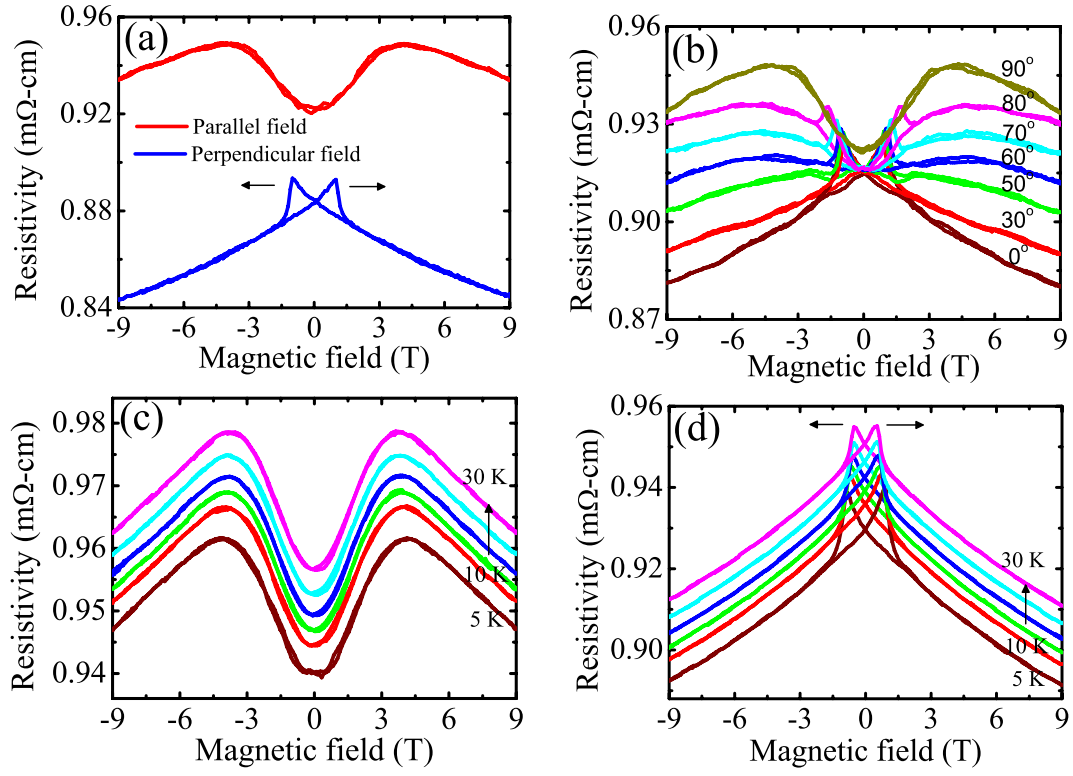 (a)
0.96
0.92
0.88
0.84
Resistivity (mΩ-cm)
Parallel field
Perpendicular field
-9 -6 -3 0 3 6 9
Magnetic field (T)
(b)
0.96
0.93
0.90
0.87
Resistivity (mΩ-cm)
90°
80°
70°
60°
50°
30°
0°
-9 -6 -3 0 3 6 9
Magnetic field (T)
(c)
0.98
0.97
0.96
0.95
0.94
Resistivity (mΩ-cm)
30 K
10 K
5 K
-9 -6 -3 0 3 6 9
Magnetic field (T)
(d)
0.96
0.94
0.92
0.90
Resistivity (mΩ-cm)
30 K
10 K
5 K
-9 -6 -3 0 3 6 9
Magnetic field (T)